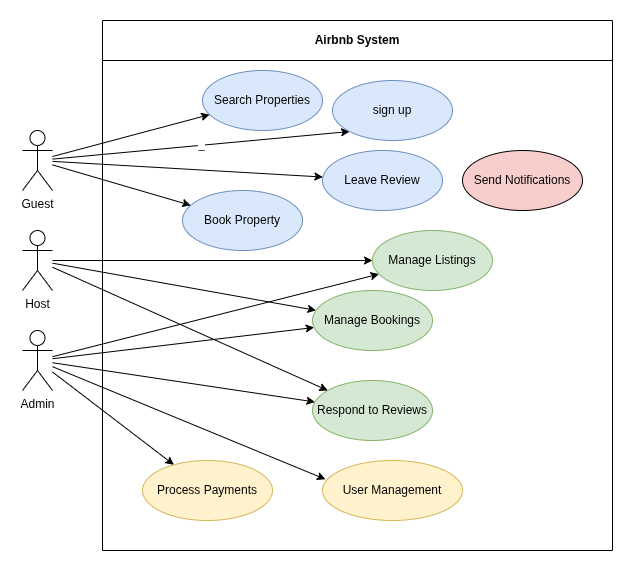 Airbnb System
Search Properties
sign up
Guest
Leave Review
Send Notifications
Book Property
Host
Manage Listings
Manage Bookings
Admin
Respond to Reviews
Process Payments
User Management